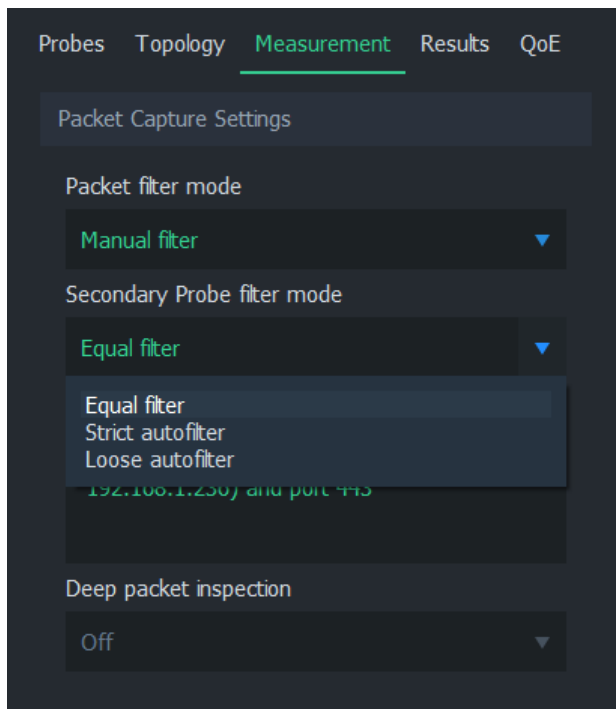 Probes Topology Measurement Results QoE
Packet Capture Settings
Packet filter mode
Manual filter
Secondary Probe filter mode
Equal filter
Equal filter
Strict autofilter
Loose autofilter
192.168.1.236) and port 443
Deep packet inspection
Off